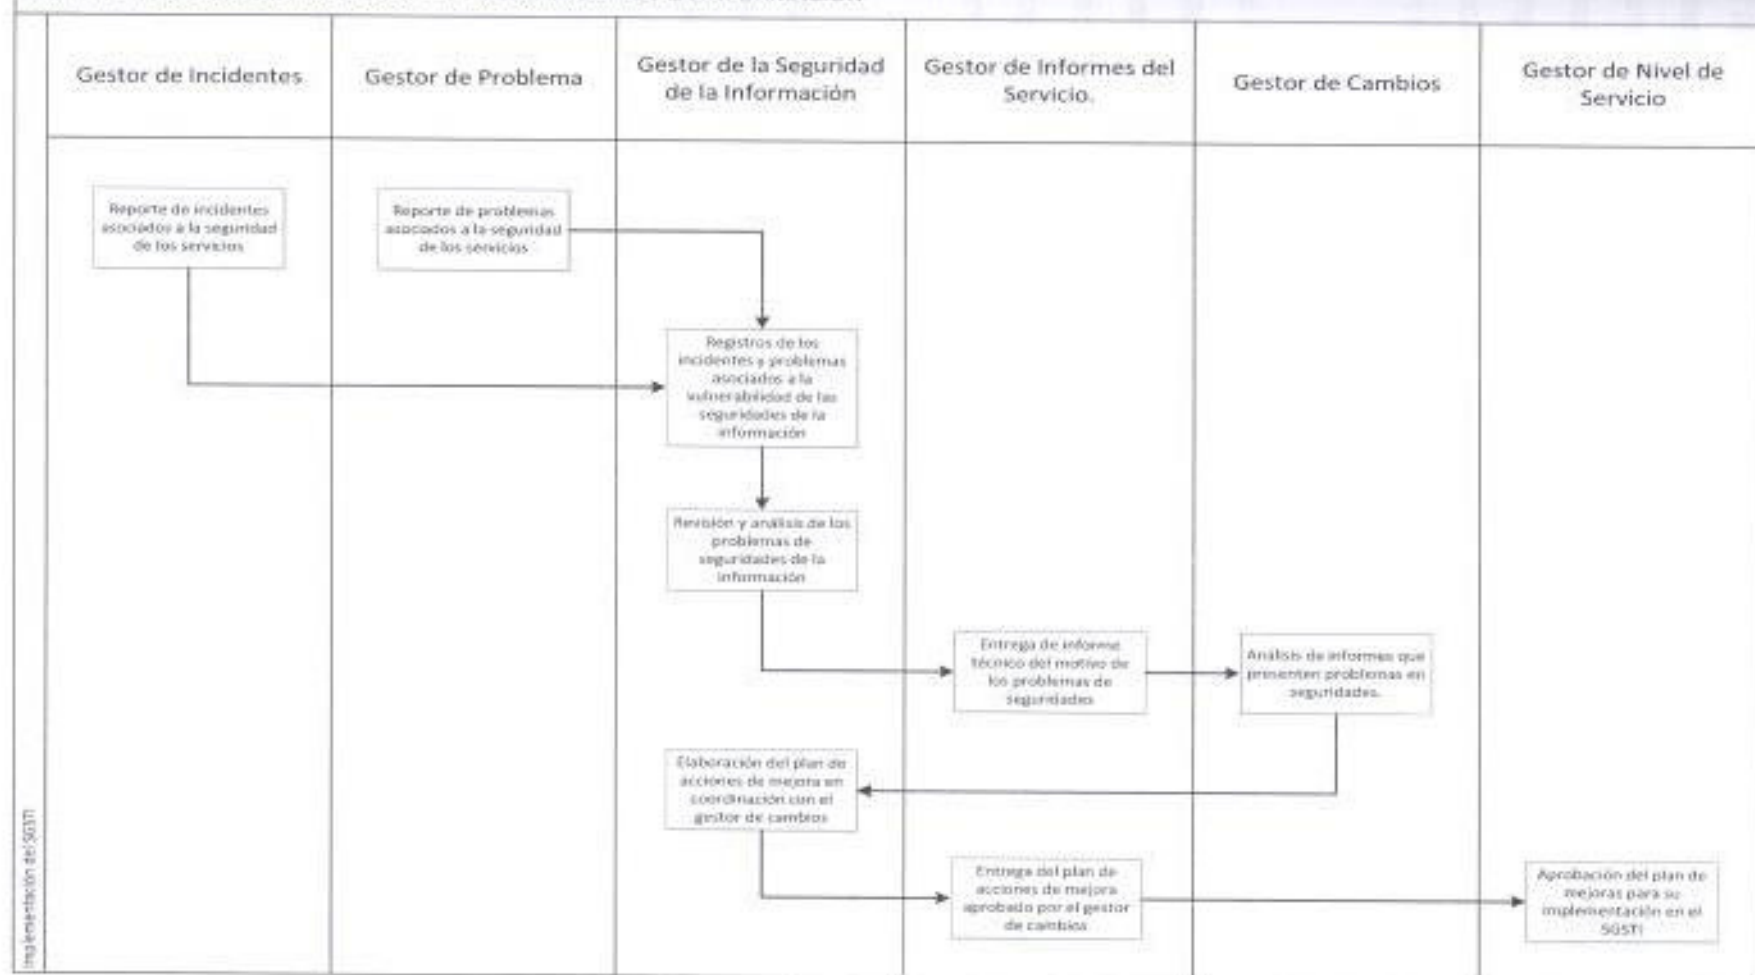 Gestor de Incidentes
Gestor de Problema
Gestor de la Seguridad
de la Información
Gestor de Informes del
Servicio.
Gestor de Cambios
Gestor de Nivel de
Servicio
Reporte de incidentes
asociados a la seguridad
de los servicios
Reporte de problemas
asociados a la seguridad
de los servicios
Registros de los
incidentes y problemas
asociados a la
vulnerabilidad de las
seguridades de la
información
Revisión y análisis de los
problemas de
seguridades de la
información
Entrega de informe
técnico del motivo de
los problemas de
seguridades
Análisis de informes que
presenten problemas en
seguridades.
Elaboración del plan de
acciones de mejora en
coordinación con el
gestor de cambios
Entrega del plan de
acciones de mejora
aprobado por el gestor
de cambios
Aprobación del plan de
mejoras para su
implementación en el
SGSTI
Implementación del SGSTI